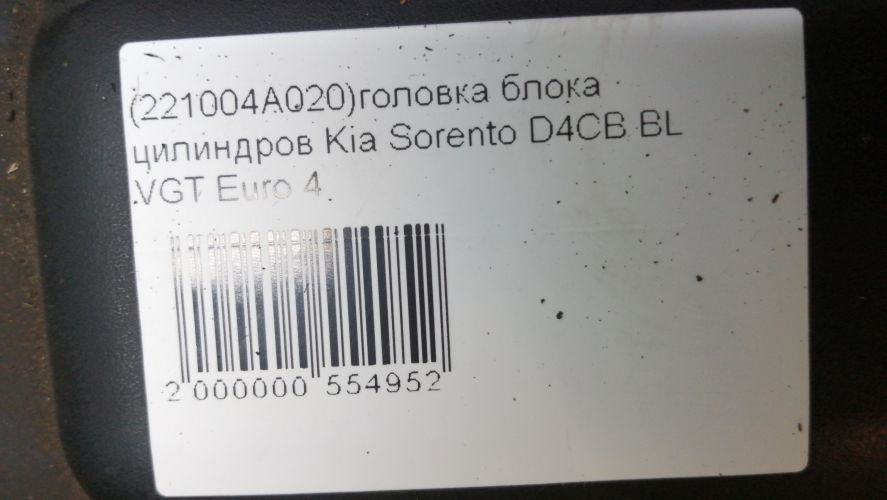 (221004A020)головка блока
цилиндров Kia Sorento D4CB BL
.VGT Euro 4
2 000000 554952